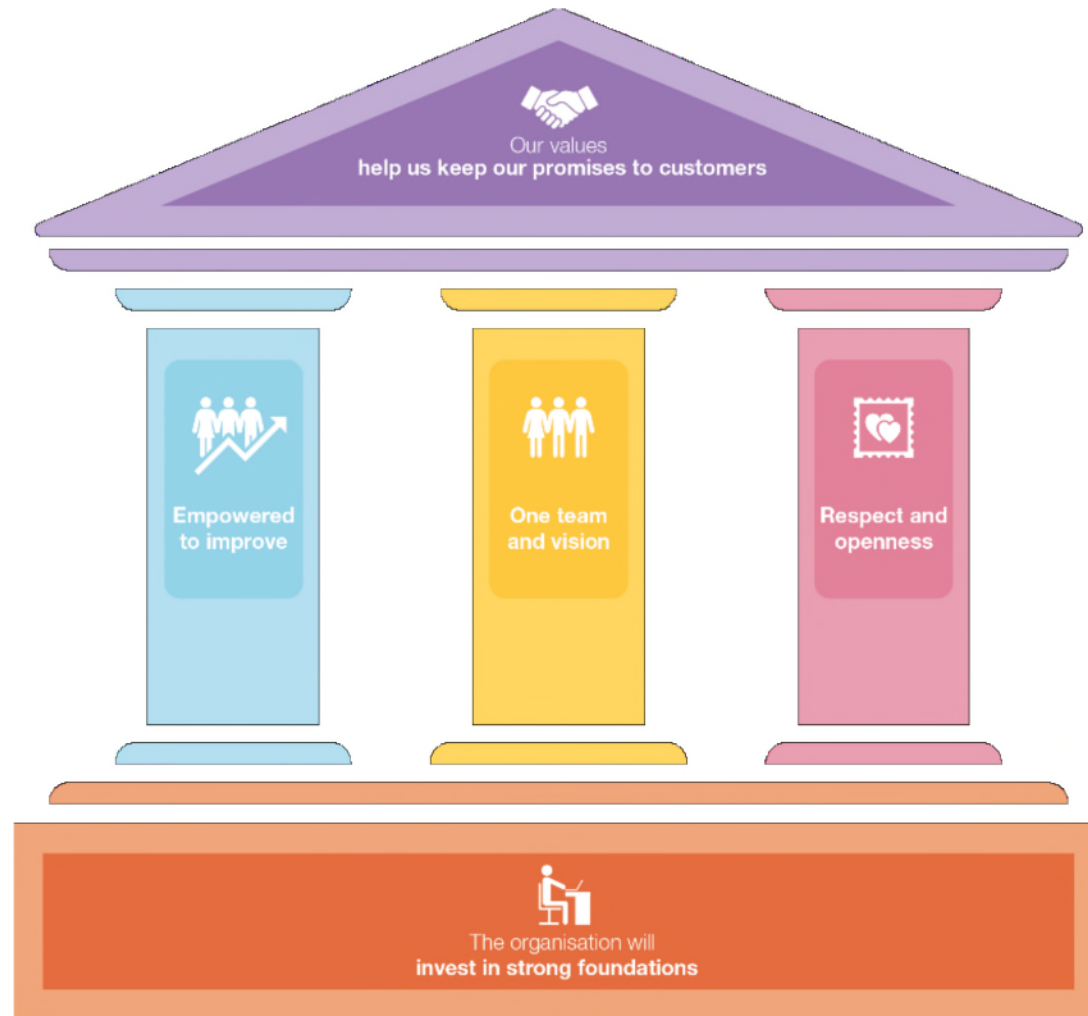 Our values
help us keep our promises to customers
Empowered
to improve
One team
and vision
Respect and
openness
The organisation will
invest in strong foundations